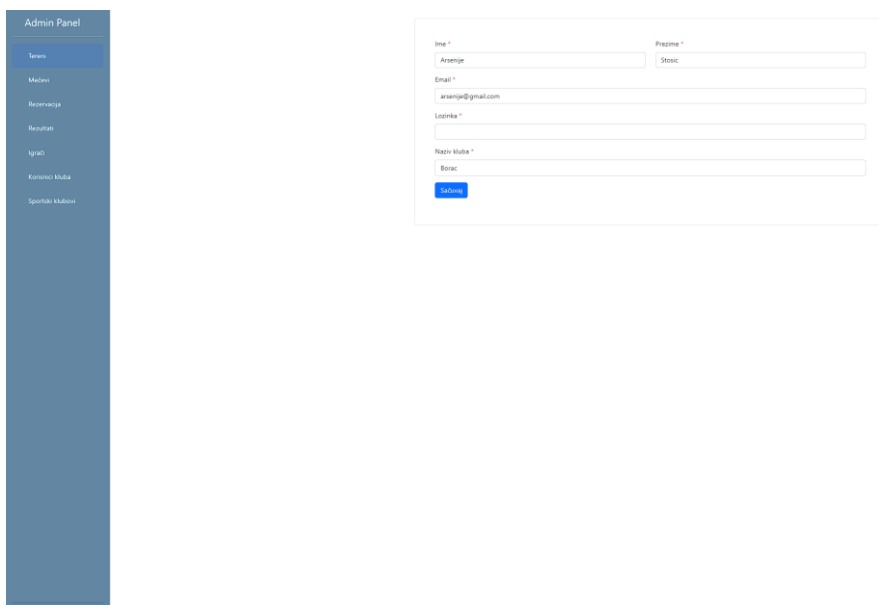 Admin Panel
Tereni
Mečevi
Rezervacija
Rezultati
Igrači
Korisnici kluba
Sportski klubovi
Ime * Prezime *
Arsenije Stosic
Email *
arsenije@gmail.com
Lozinka *
Naziv kluba *
Borac
Sačuvaj